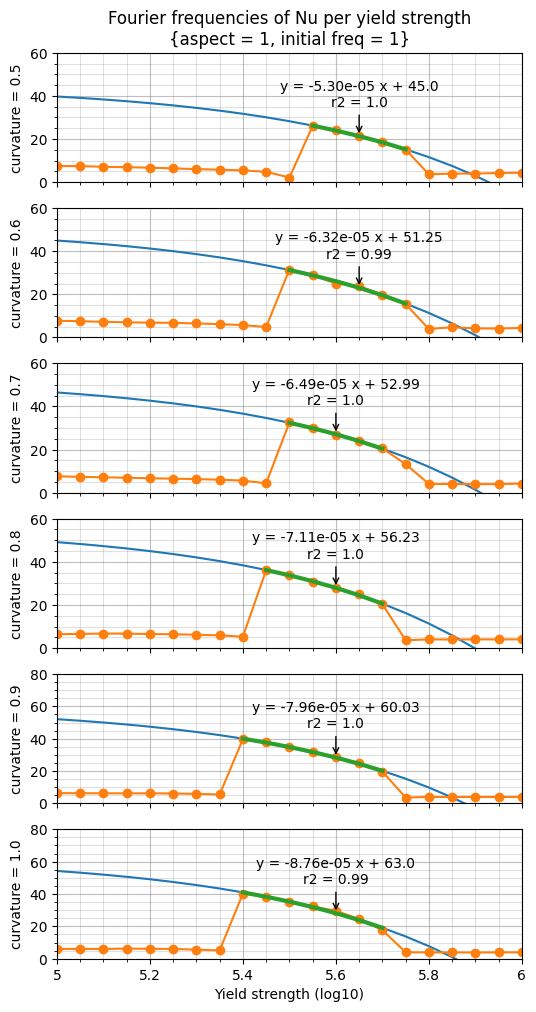 Fourier frequencies of Nu per yield strength
{aspect = 1, initial freq = 1}
60
40
20
0
curvature = 0.5
y = -5.30e-05 x + 45.0
r2 = 1.0
60
40
20
0
curvature = 0.6
y = -6.32e-05 x + 51.25
r2 = 0.99
60
40
20
0
curvature = 0.7
y = -6.49e-05 x + 52.99
r2 = 1.0
60
40
20
0
curvature = 0.8
y = -7.11e-05 x + 56.23
r2 = 1.0
80
60
40
20
0
curvature = 0.9
y = -7.96e-05 x + 60.03
r2 = 1.0
80
60
40
20
0
curvature = 1.0
y = -8.76e-05 x + 63.0
r2 = 0.99
5 5.2 5.4 5.6 5.8 6
Yield strength (log10)